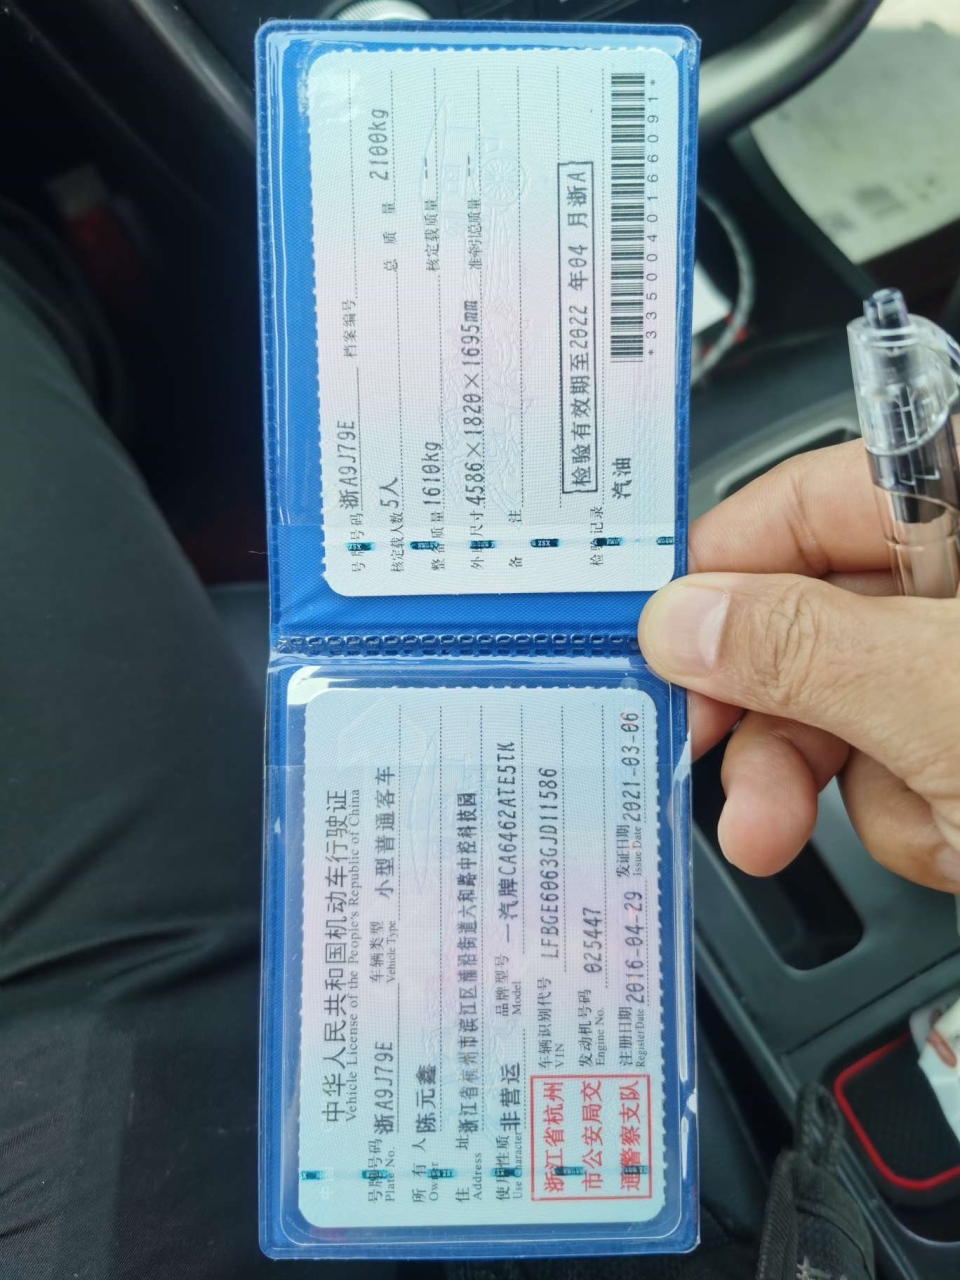 中华人民共和国机动车行驶证
Vehicle License of the People's Republic of China
号牌号码 浙A9J79E 车辆类型 小型普通客车
Plate No. Vehicle Type
所有人 陈元鑫
Owner
住址 浙江省杭州市滨江区浦沿街道六和路中控科技园
Address
使用性质 非营运 品牌型号 一汽牌CA6462ATE5TK
Use Character Model
浙江省杭州市公安局交通警察支队
车辆识别代号 LFBGE6063GJD11586
VIN
发动机号码 025447
Engine No.
注册日期 2016-04-29 发证日期 2021-03-06
Register Date Issue Date
号牌号码 浙A9J79E 档案编号
核定载人数 5人 总质量 2100kg
整备质量 1610kg 核定载质量 --
外廓尺寸 4586×1820×1695mm 准牵引总质量 --
备注
检验有效期至2022年04月浙A
检验记录 汽油
*3350040166091*